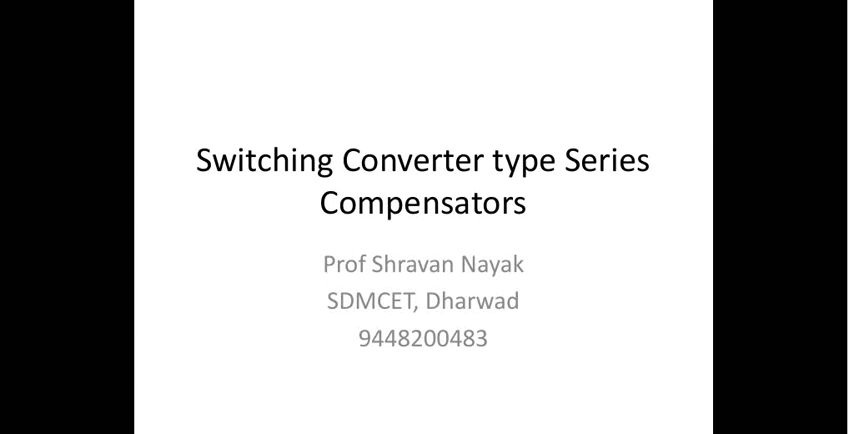 Switching Converter type Series
Compensators
Prof Shravan Nayak
SDMCET, Dharwad
9448200483